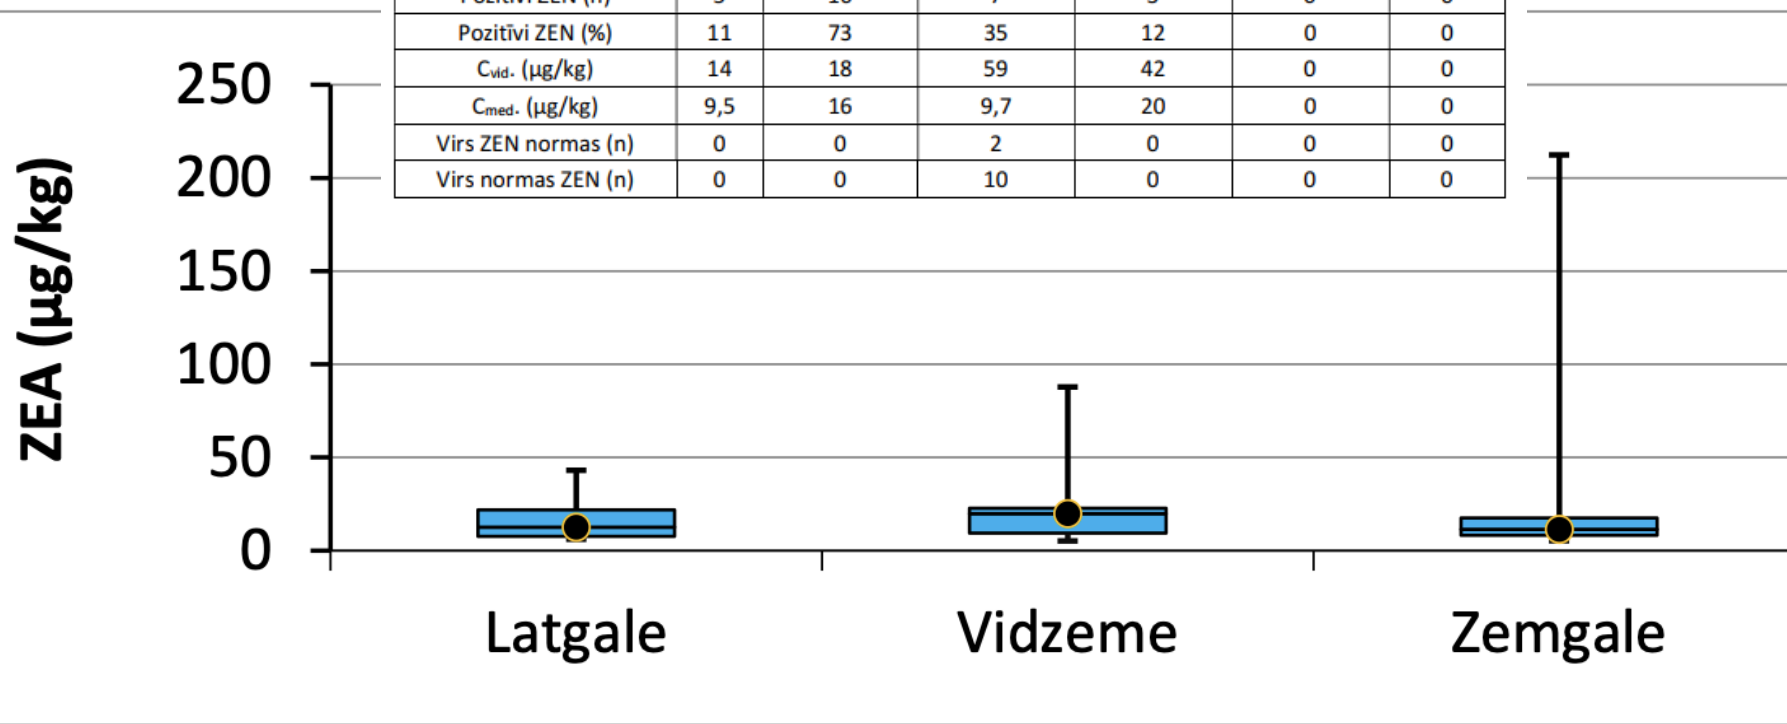 Pozitīvi ZEN (%) 11 73 35 12 0 0
Cvid. (µg/kg) 14 18 59 42 0 0
Cmed. (µg/kg) 9,5 16 9,7 20 0 0
Virs ZEN normas (n) 0 0 2 0 0 0
Virs normas ZEN (n) 0 0 10 0 0 0
ZEA (µg/kg)
250
200
150
100
50
0
Latgale Vidzeme Zemgale